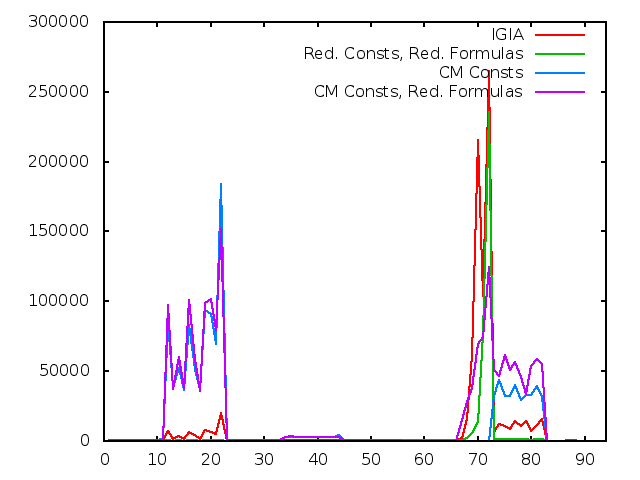 300000
250000
200000
150000
100000
50000
0
IGIA
Red. Consts, Red. Formulas
CM Consts
CM Consts, Red. Formulas
0 10 20 30 40 50 60 70 80 90